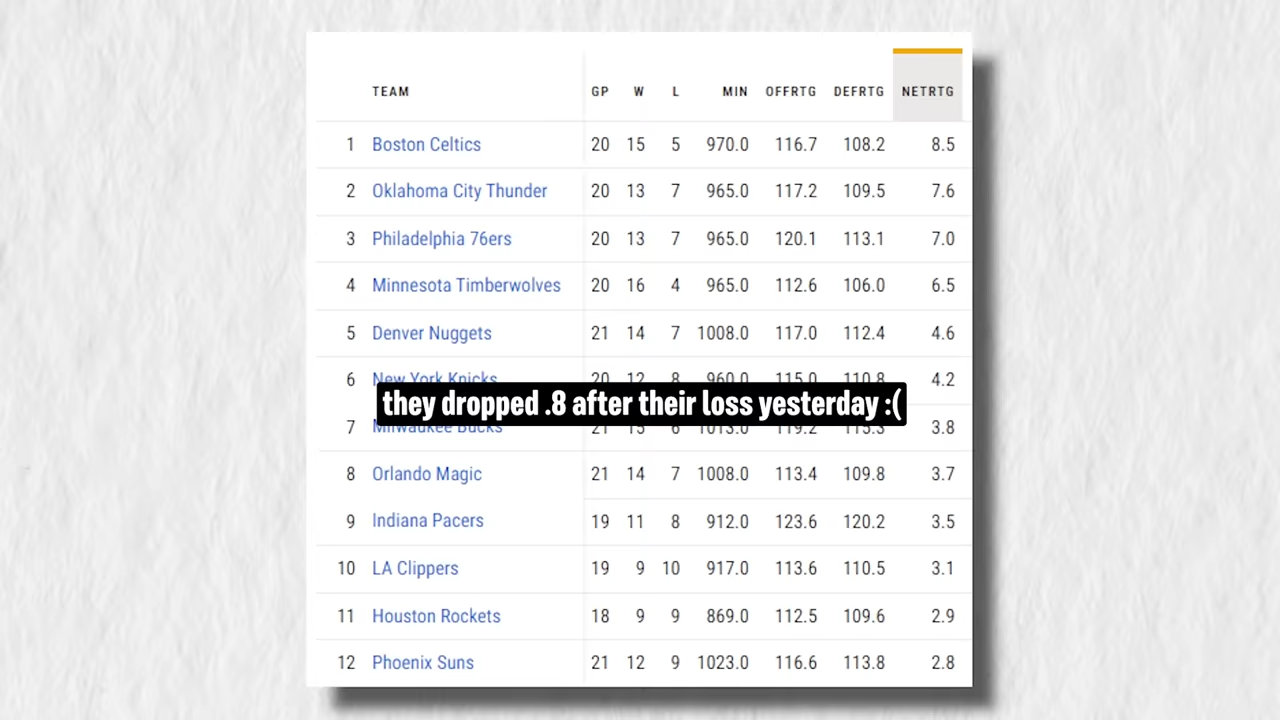 TEAM GP W L MIN OFFRTG DEFRTG NETRTG
1 Boston Celtics 20 15 5 970.0 116.7 108.2 8.5
2 Oklahoma City Thunder 20 13 7 965.0 117.2 109.5 7.6
3 Philadelphia 76ers 20 13 7 965.0 120.1 113.1 7.0
4 Minnesota Timberwolves 20 16 4 965.0 112.6 106.0 6.5
5 Denver Nuggets 21 14 7 1008.0 117.0 112.4 4.6
6 New York Knicks 20 12 8 960.0 115.0 110.8 4.2
they dropped .8 after their loss yesterday :(
7 Milwaukee Bucks 21 15 6 1013.0 119.2 115.3 3.8
8 Orlando Magic 21 14 7 1008.0 113.4 109.8 3.7
9 Indiana Pacers 19 11 8 912.0 123.6 120.2 3.5
10 LA Clippers 19 9 10 917.0 113.6 110.5 3.1
11 Houston Rockets 18 9 9 869.0 112.5 109.6 2.9
12 Phoenix Suns 21 12 9 1023.0 116.6 113.8 2.8